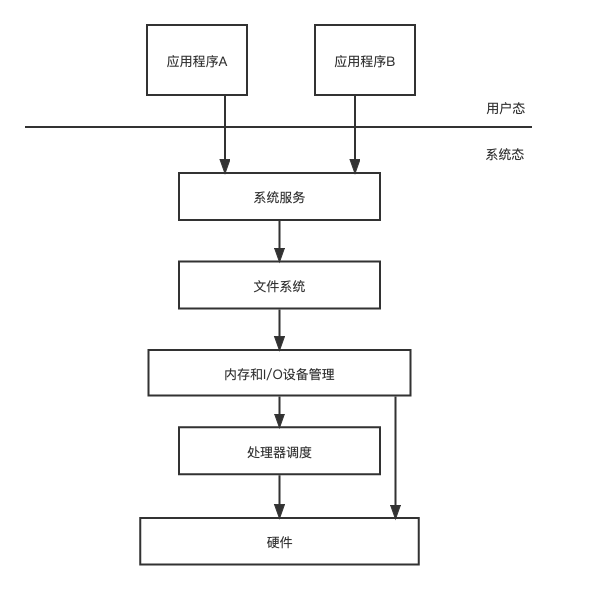 应用程序A
应用程序B
用户态
系统态
系统服务
文件系统
内存和I/O设备管理
处理器调度
硬件